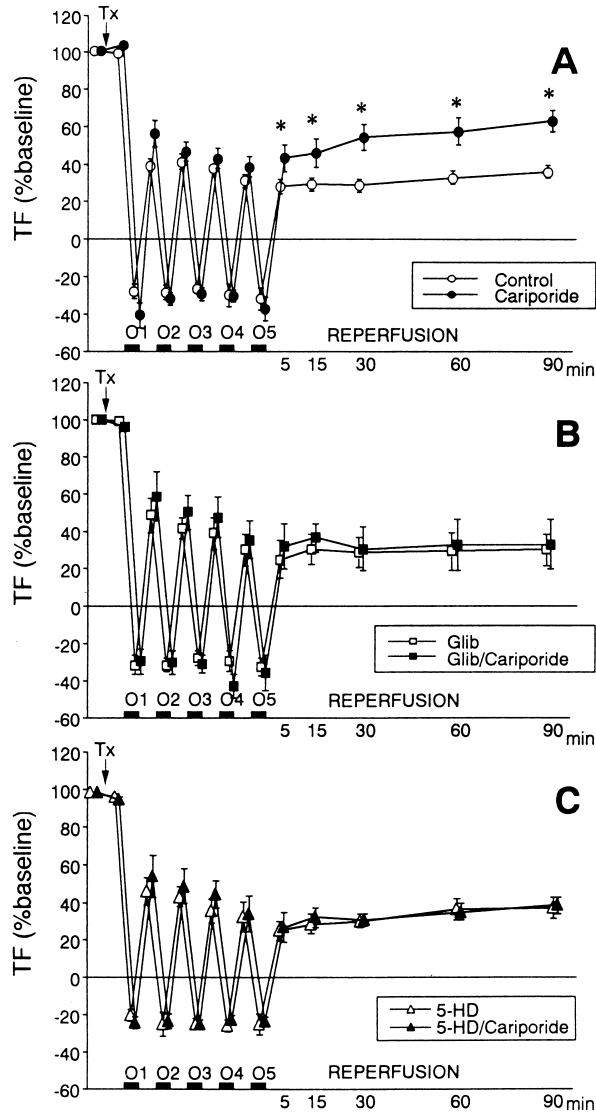 Tx
A
120
100
80
60
40
20
0
-20
-40
-60
TF (%baseline)
* * * * *
Control
Cariporide
O1 O2 O3 O4 O5 REPERFUSION
5 15 30 60 90 min
Tx
B
120
100
80
60
40
20
0
-20
-40
-60
TF (%baseline)
Glib
Glib/Cariporide
O1 O2 O3 O4 O5 REPERFUSION
5 15 30 60 90 min
Tx
C
120
100
80
60
40
20
0
-20
-40
-60
TF (%baseline)
5-HD
5-HD/Cariporide
O1 O2 O3 O4 O5 REPERFUSION
5 15 30 60 90 min